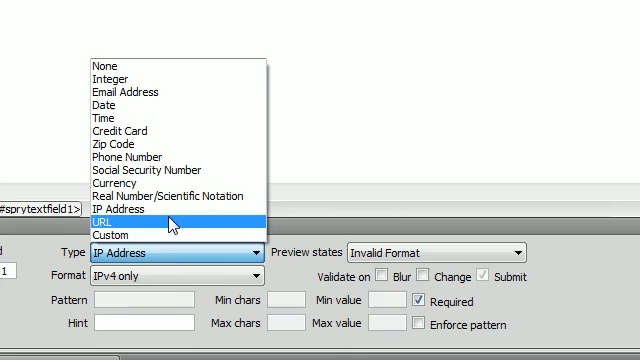 None
Integer
Email Address
Date
Time
Credit Card
Zip Code
Phone Number
Social Security Number
Currency
Real Number/Scientific Notation
IP Address
URL
Custom
#sprytextfield1>
d Type IP Address Preview states Invalid Format
1 Format IPv4 only Validate on Blur Change Submit
Pattern Min chars Min value Required
Hint Max chars Max value Enforce pattern